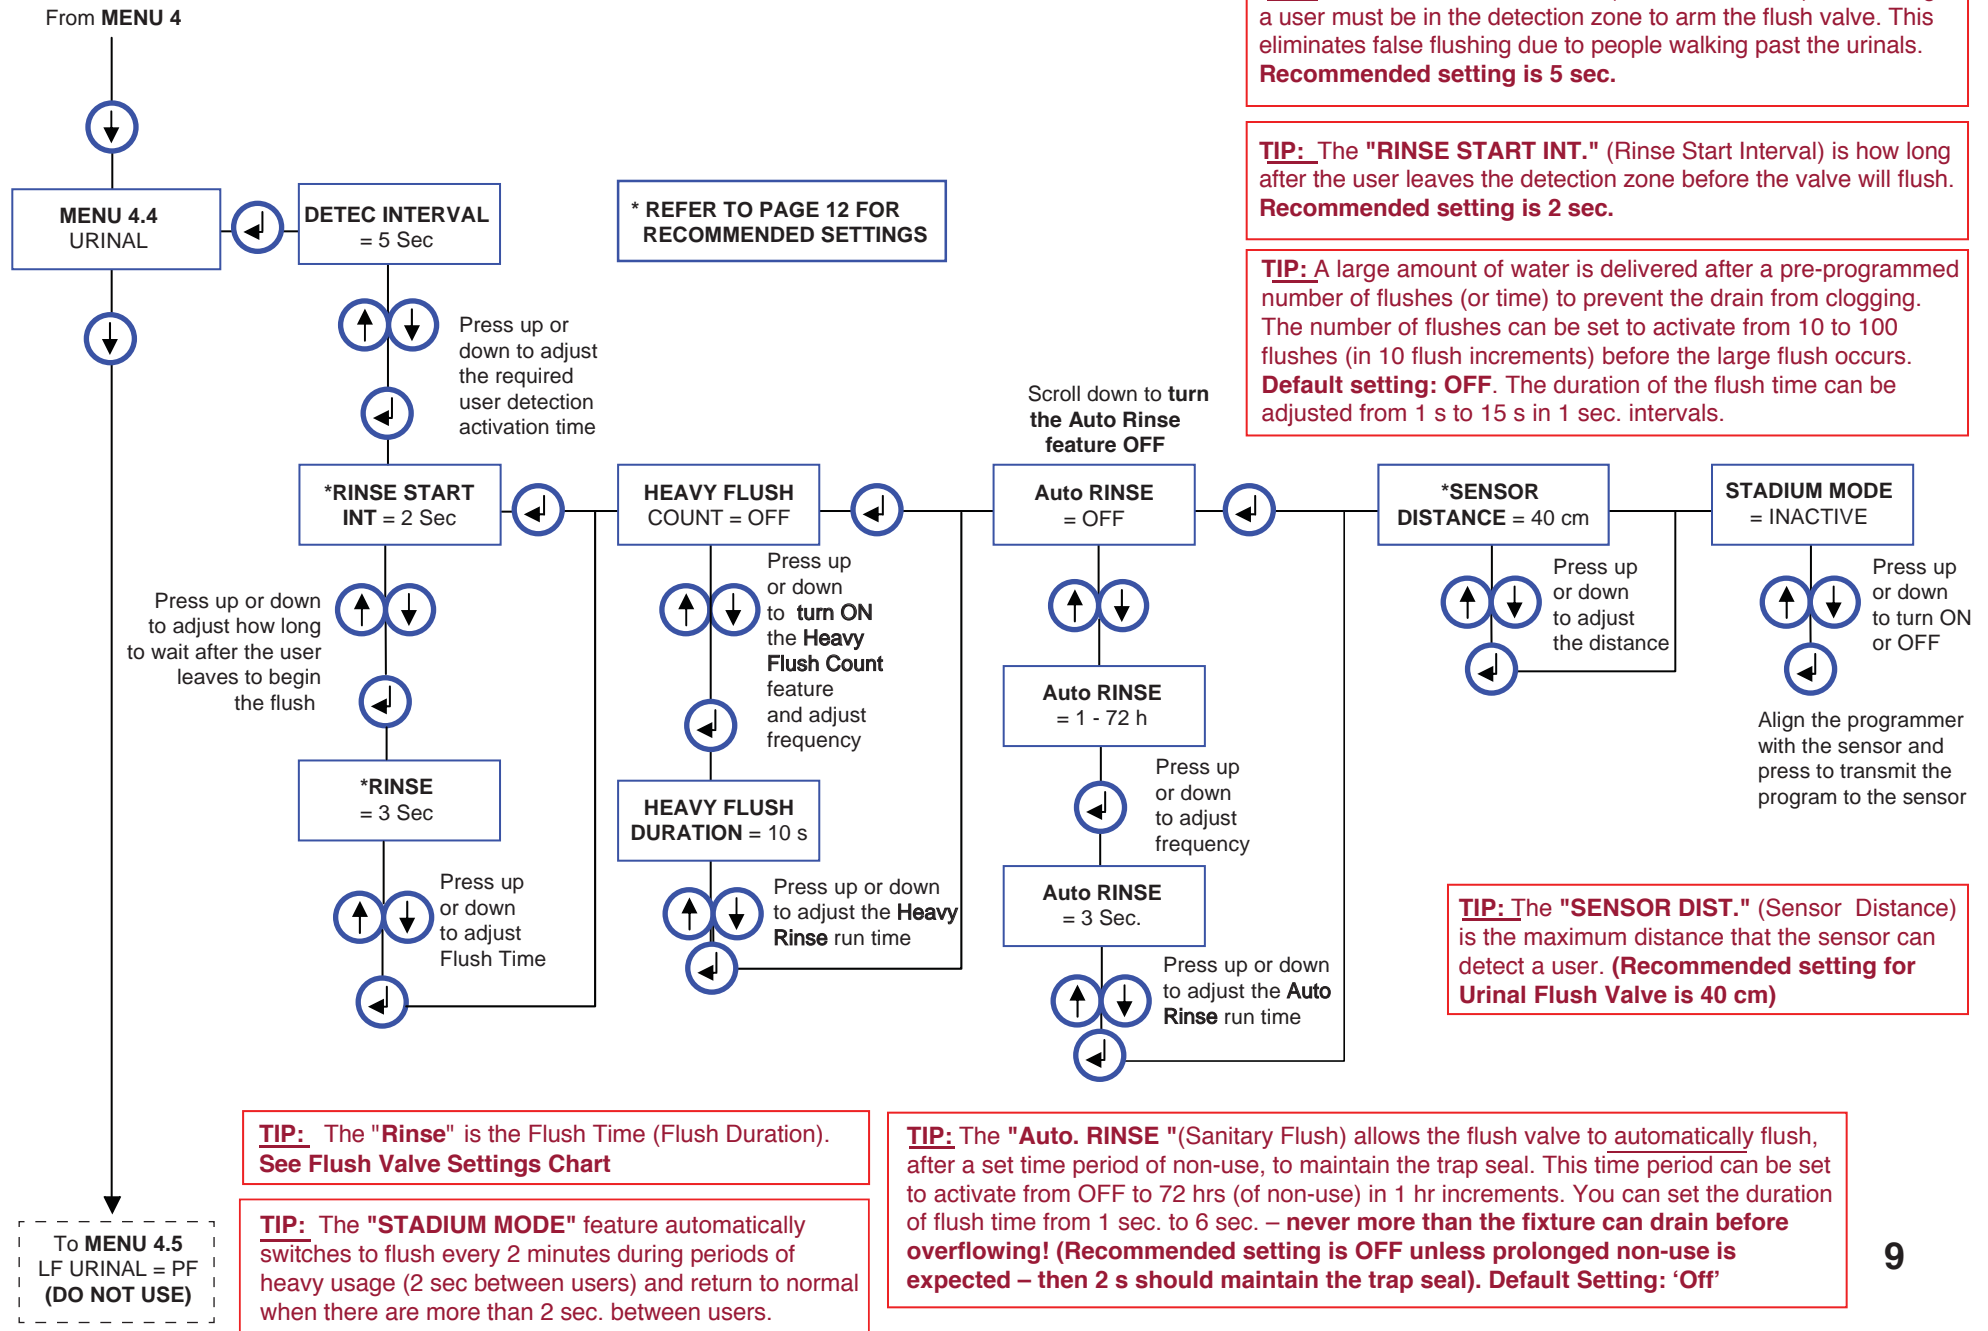 From MENU 4
a user must be in the detection zone to arm the flush valve. This
eliminates false flushing due to people walking past the urinals.
Recommended setting is 5 sec.
TIP: The "RINSE START INT." (Rinse Start Interval) is how long
after the user leaves the detection zone before the valve will flush.
Recommended setting is 2 sec.
MENU 4.4
URINAL
DETEC INTERVAL
= 5 Sec
* REFER TO PAGE 12 FOR
RECOMMENDED SETTINGS
TIP: A large amount of water is delivered after a pre-programmed
number of flushes (or time) to prevent the drain from clogging.
The number of flushes can be set to activate from 10 to 100
flushes (in 10 flush increments) before the large flush occurs.
Default setting: OFF. The duration of the flush time can be
adjusted from 1 s to 15 s in 1 sec. intervals.
Press up or
down to adjust
the required
user detection
activation time
Scroll down to turn
the Auto Rinse
feature OFF
*RINSE START
INT = 2 Sec
HEAVY FLUSH
COUNT = OFF
Auto RINSE
= OFF
*SENSOR
DISTANCE = 40 cm
STADIUM MODE
= INACTIVE
Press up or down
to adjust how long
to wait after the user
leaves to begin
the flush
Press up
or down
to turn ON
the Heavy
Flush Count
feature
and adjust
frequency
Press up
or down
to adjust
the distance
Press up
or down
to turn ON
or OFF
Auto RINSE
= 1 - 72 h
Align the programmer
with the sensor and
press to transmit the
program to the sensor
*RINSE
= 3 Sec
HEAVY FLUSH
DURATION = 10 s
Press up
or down
to adjust
frequency
Press up
or down
to adjust
Flush Time
Press up or down
to adjust the Heavy
Rinse run time
Auto RINSE
= 3 Sec.
Press up or down
to adjust the Auto
Rinse run time
TIP: The "SENSOR DIST." (Sensor Distance)
is the maximum distance that the sensor can
detect a user. (Recommended setting for
Urinal Flush Valve is 40 cm)
TIP: The "Rinse" is the Flush Time (Flush Duration).
See Flush Valve Settings Chart
TIP: The "STADIUM MODE" feature automatically
switches to flush every 2 minutes during periods of
heavy usage (2 sec between users) and return to normal
when there are more than 2 sec. between users.
TIP: The "Auto. RINSE "(Sanitary Flush) allows the flush valve to automatically flush,
after a set time period of non-use, to maintain the trap seal. This time period can be set
to activate from OFF to 72 hrs (of non-use) in 1 hr increments. You can set the duration
of flush time from 1 sec. to 6 sec. – never more than the fixture can drain before
overflowing! (Recommended setting is OFF unless prolonged non-use is
expected – then 2 s should maintain the trap seal). Default Setting: ‘Off’
To MENU 4.5
LF URINAL = PF
(DO NOT USE)
9